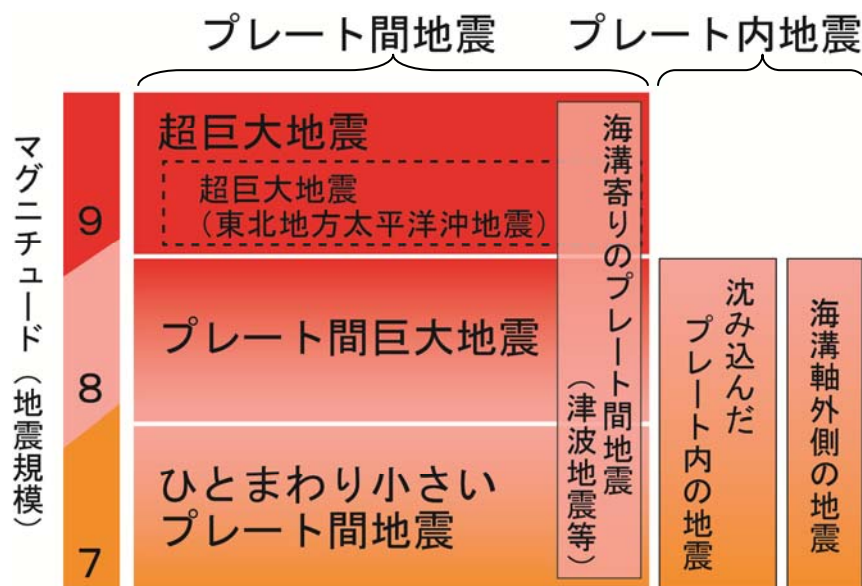 プレート間地震
プレート内地震
マグニチュード（地震規模）
9
8
7
超巨大地震
超巨大地震
（東北地方太平洋沖地震）
プレート間巨大地震
ひとまわり小さい
プレート間地震
海溝寄りのプレート間地震
（津波地震等）
沈み込んだ
プレート内の地震
海溝軸外側の地震